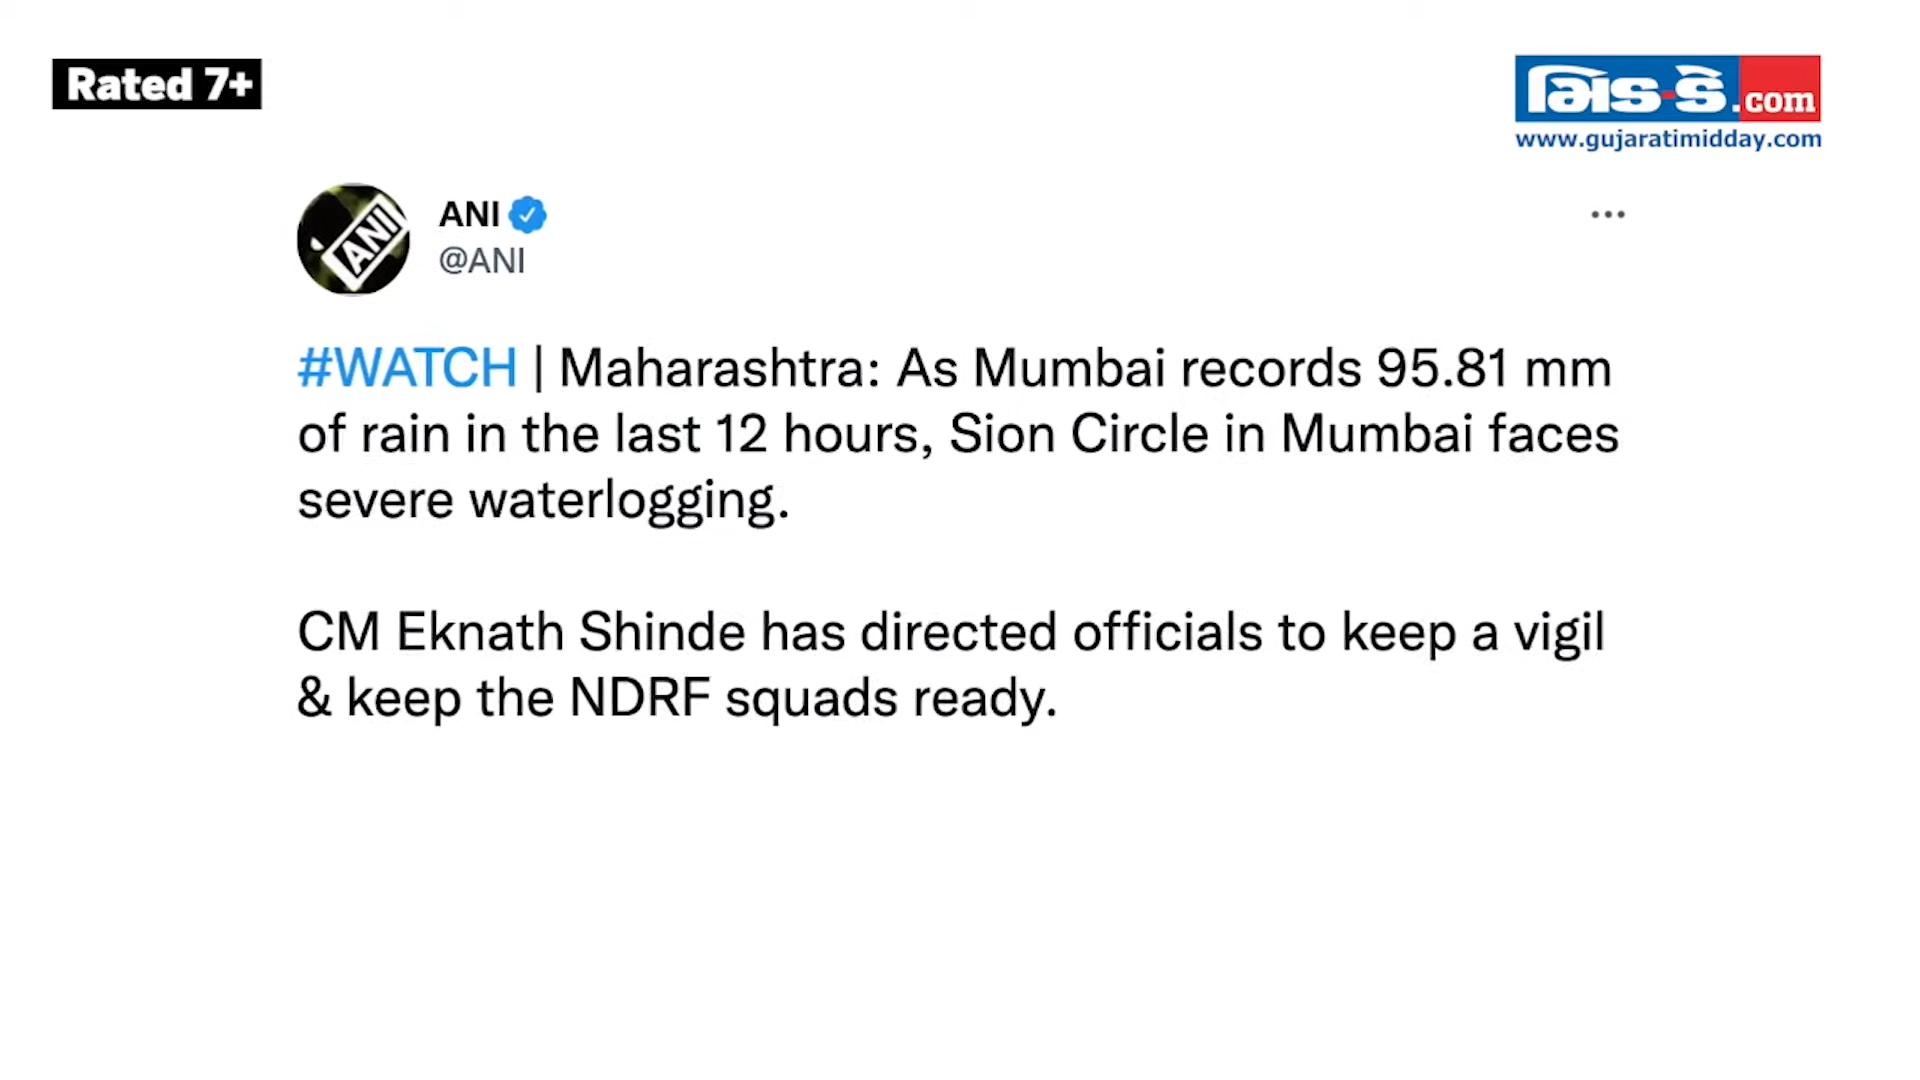 Rated 7+
મિડ-ડે.com
www.gujaratimidday.com
ANI
ANI
@ANI
#WATCH | Maharashtra: As Mumbai records 95.81 mm
of rain in the last 12 hours, Sion Circle in Mumbai faces
severe waterlogging.
CM Eknath Shinde has directed officials to keep a vigil
& keep the NDRF squads ready.